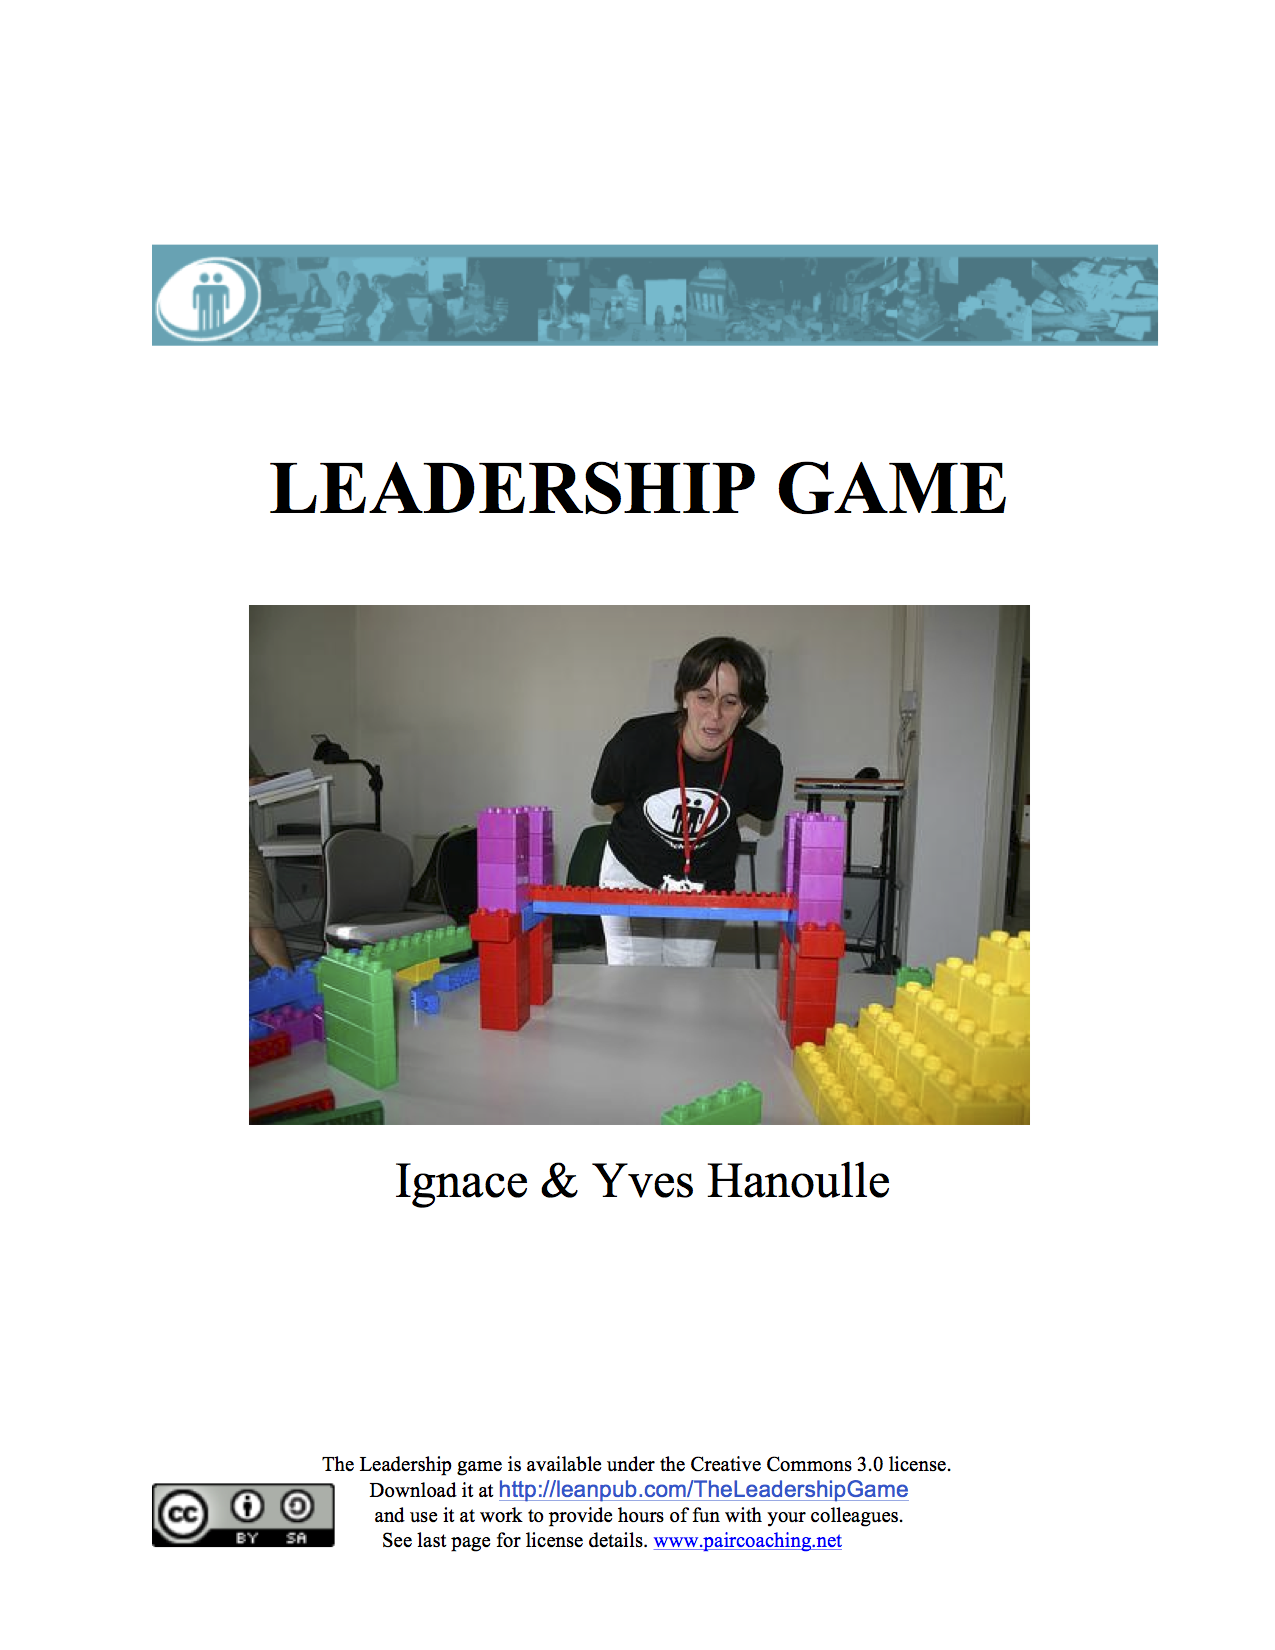 LEADERSHIP GAME
Ignace & Yves Hanoulle
The Leadership game is available under the Creative Commons 3.0 license.
Download it at http://leanpub.com/TheLeadershipGame
and use it at work to provide hours of fun with your colleagues.
See last page for license details. www.paircoaching.net
CC
BY SA